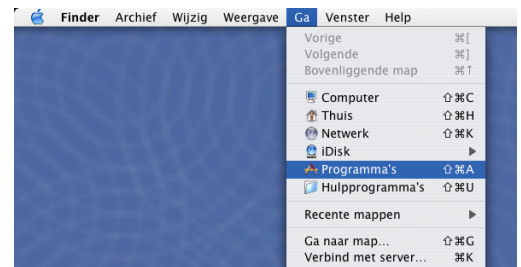 Finder Archief Wijzig Weergave Ga Venster Help
Vorige ⌘[
Volgende ⌘]
Bovenliggende map ⌘↑
Computer ⇧⌘C
Thuis ⇧⌘H
Netwerk ⇧⌘K
iDisk ▶
Programma's ⇧⌘A
Hulpprogramma's ⇧⌘U
Recente mappen ▶
Ga naar map... ⇧⌘G
Verbind met server... ⌘K